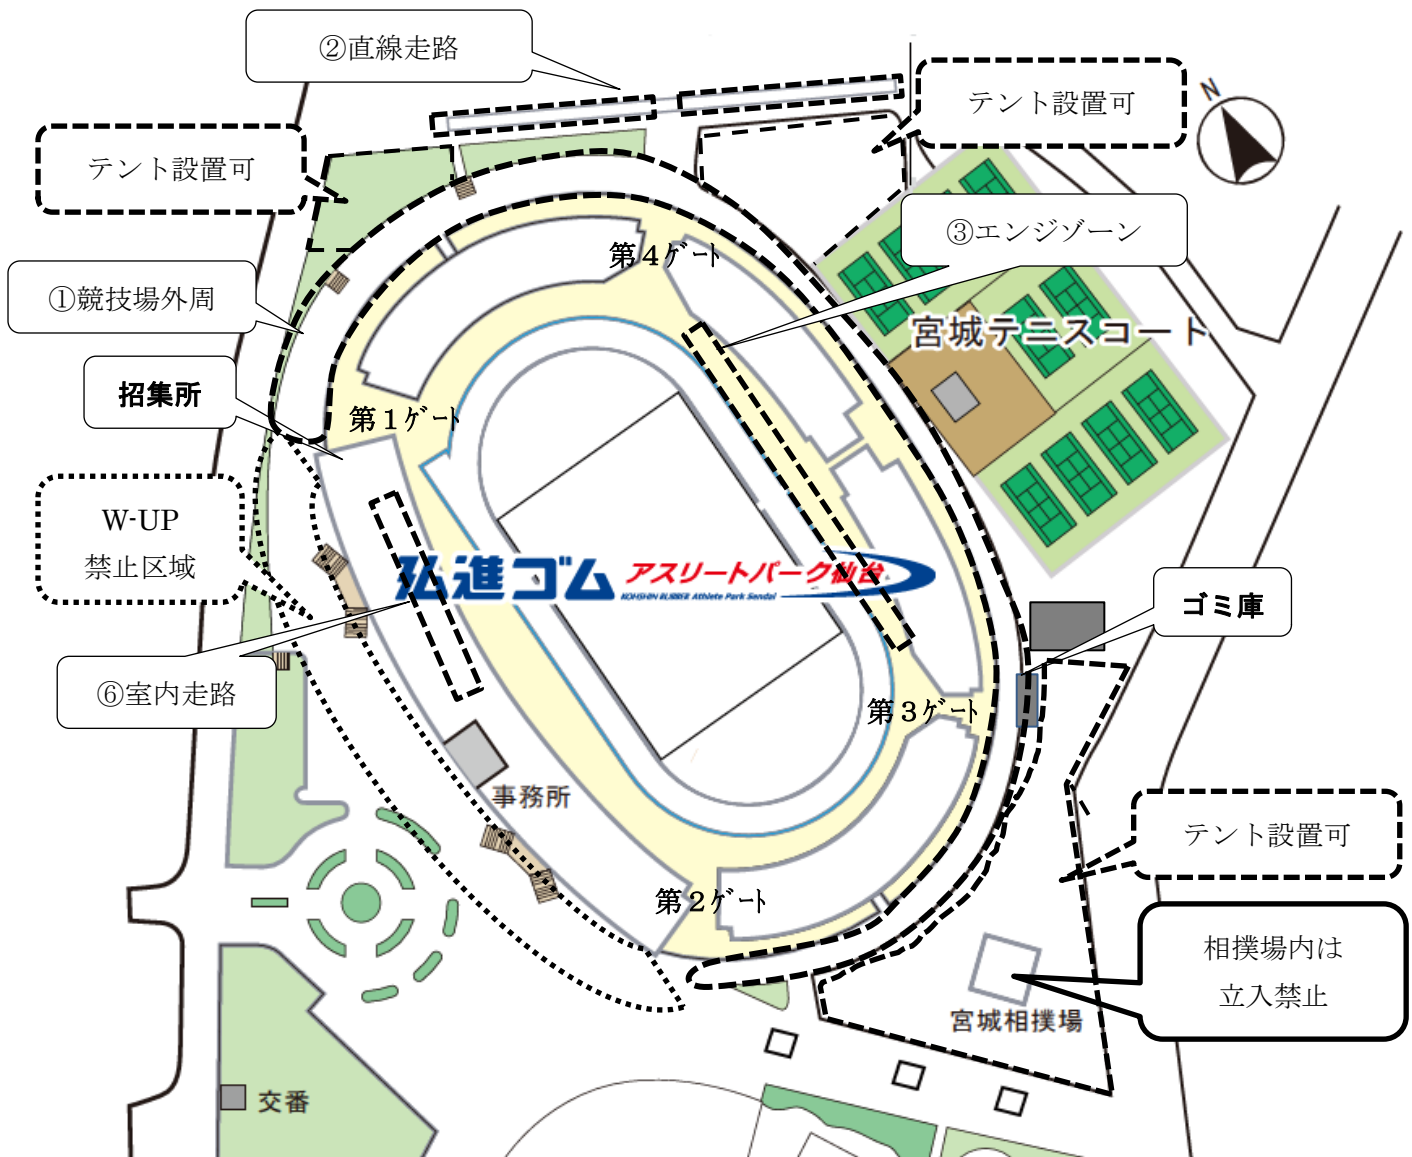 ②直線走路
テント設置可
N
テント設置可
③エンジゾーン
第4ゲート
①競技場外周
宮城テニスコート
招集所
第1ゲート
W-UP
禁止区域
弘進ゴム
アスリートパーク仙台
KOHSHIN RUBBER Athlete Park Sendai
ゴミ庫
⑥室内走路
第3ゲート
事務所
テント設置可
第2ゲート
相撲場内は
立入禁止
宮城相撲場
交番